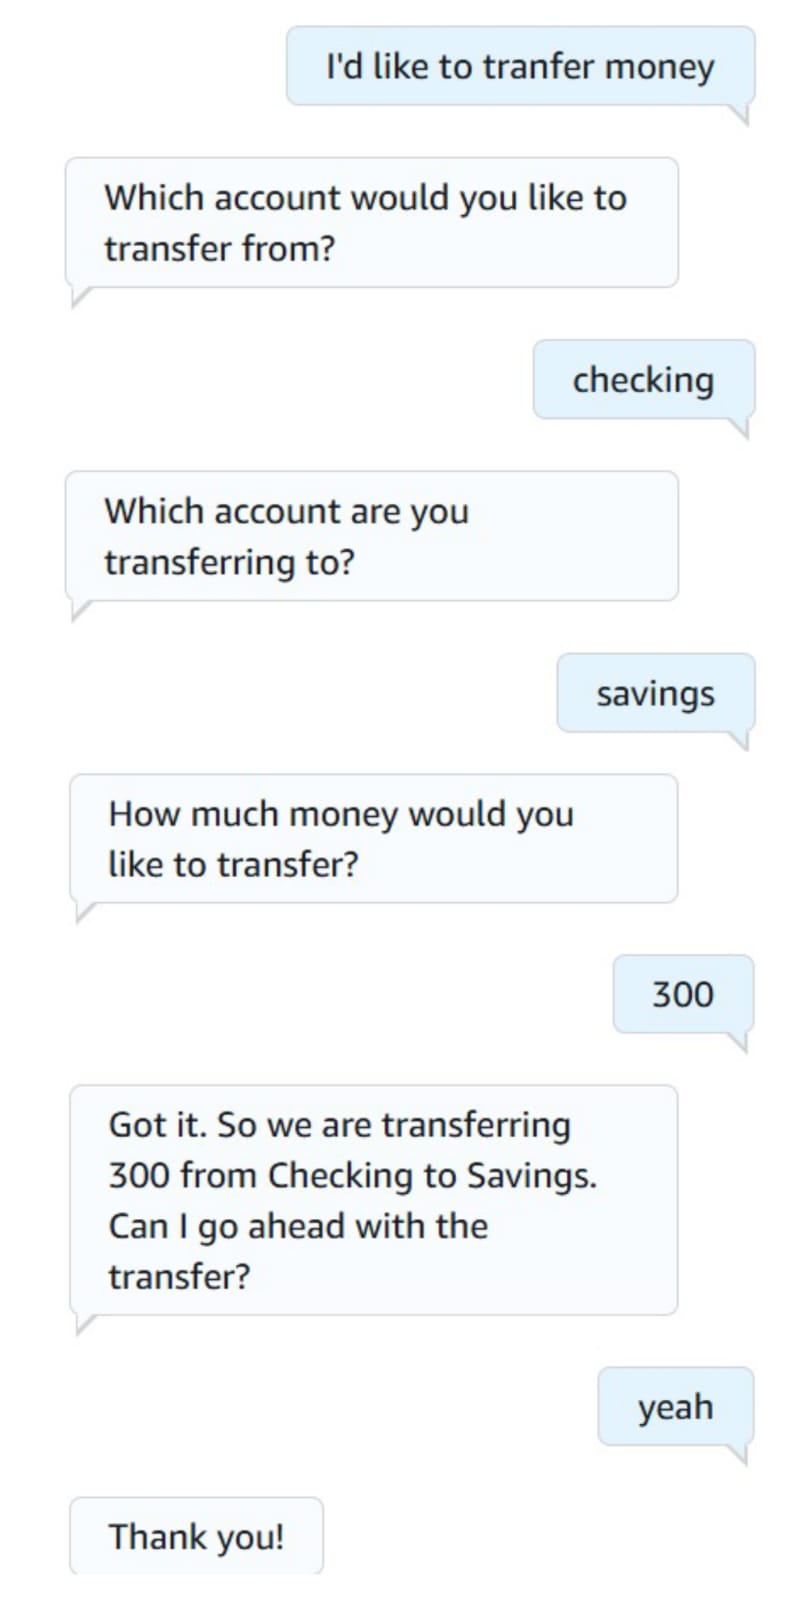 I'd like to tranfer money
Which account would you like to
transfer from?
checking
Which account are you
transferring to?
savings
How much money would you
like to transfer?
300
Got it. So we are transferring
300 from Checking to Savings.
Can I go ahead with the
transfer?
yeah
Thank you!